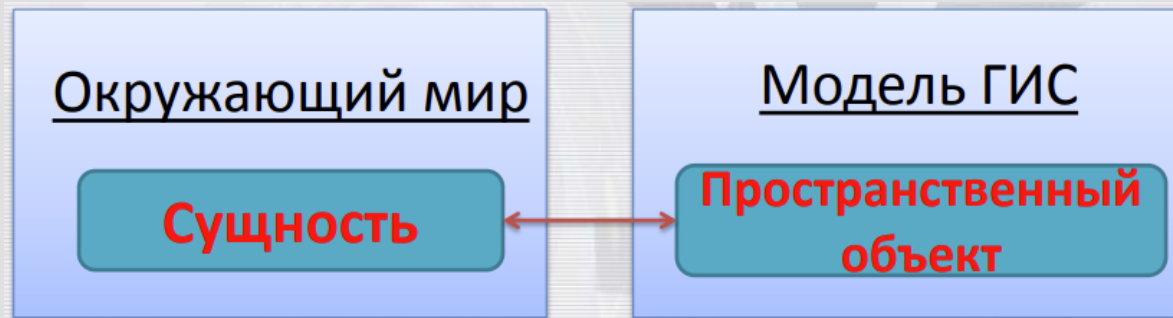 Окружающий мир
Сущность
Модель ГИС
Пространственный
объект